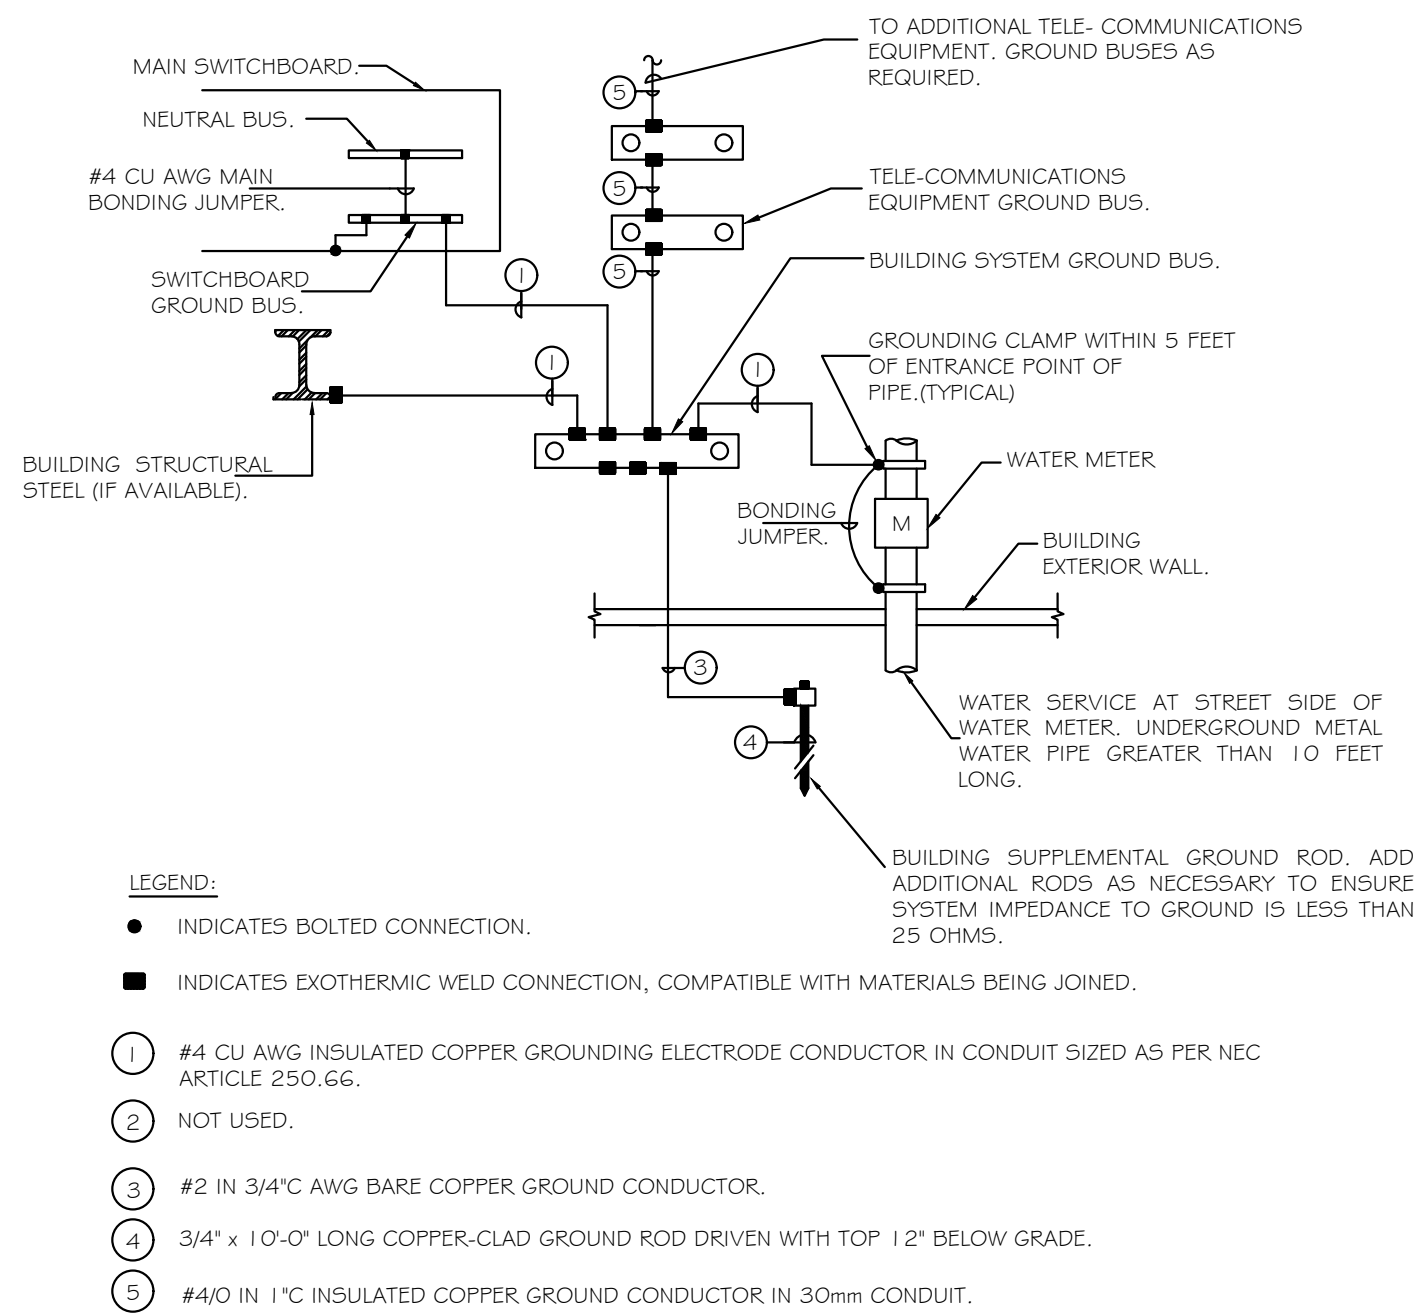 TO ADDITIONAL TELE- COMMUNICATIONS
EQUIPMENT. GROUND BUSES AS
REQUIRED.
MAIN SWITCHBOARD.
5
NEUTRAL BUS.
#4 CU AWG MAIN
BONDING JUMPER.
5
TELE-COMMUNICATIONS
EQUIPMENT GROUND BUS.
SWITCHBOARD
GROUND BUS.
1
5
BUILDING SYSTEM GROUND BUS.
1
1
GROUNDING CLAMP WITHIN 5 FEET
OF ENTRANCE POINT OF
PIPE.(TYPICAL)
BUILDING STRUCTURAL
STEEL (IF AVAILABLE).
WATER METER
BONDING
JUMPER.
M
BUILDING
EXTERIOR WALL.
3
4
WATER SERVICE AT STREET SIDE OF
WATER METER. UNDERGROUND METAL
WATER PIPE GREATER THAN 10 FEET
LONG.
BUILDING SUPPLEMENTAL GROUND ROD. ADD
ADDITIONAL RODS AS NECESSARY TO ENSURE
SYSTEM IMPEDANCE TO GROUND IS LESS THAN
25 OHMS.
LEGEND:
INDICATES BOLTED CONNECTION.
INDICATES EXOTHERMIC WELD CONNECTION, COMPATIBLE WITH MATERIALS BEING JOINED.
1 #4 CU AWG INSULATED COPPER GROUNDING ELECTRODE CONDUCTOR IN CONDUIT SIZED AS PER NEC
ARTICLE 250.66.
2 NOT USED.
3 #2 IN 3/4"C AWG BARE COPPER GROUND CONDUCTOR.
4 3/4" x 10'-0" LONG COPPER-CLAD GROUND ROD DRIVEN WITH TOP 12" BELOW GRADE.
5 #4/0 IN 1"C INSULATED COPPER GROUND CONDUCTOR IN 30mm CONDUIT.